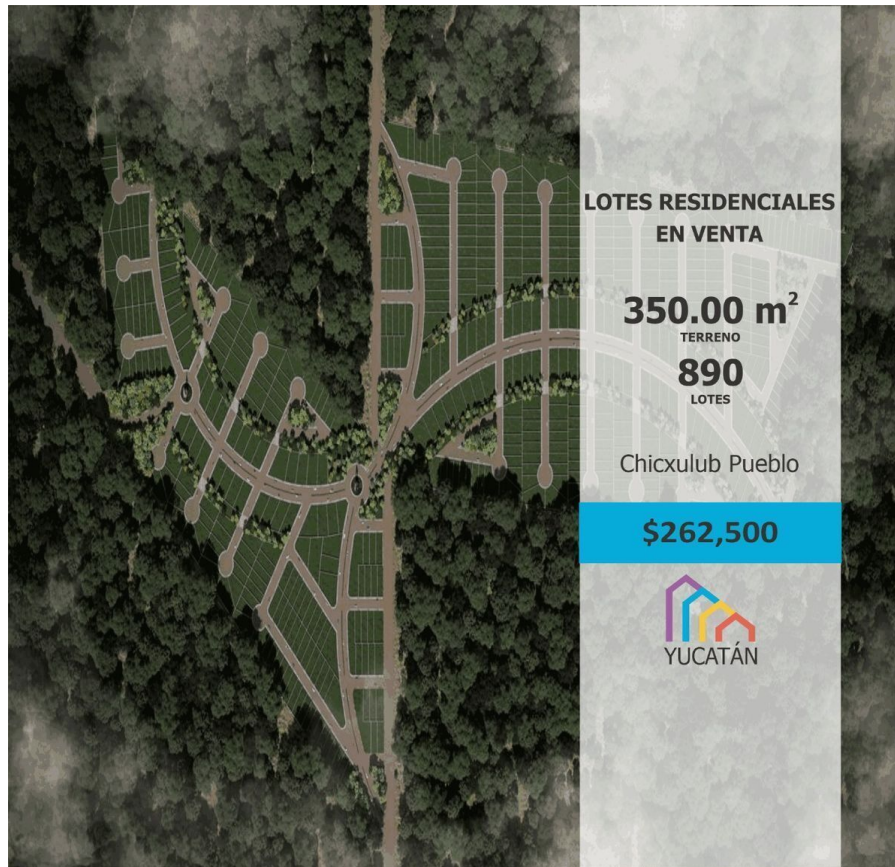 LOTES RESIDENCIALES
EN VENTA
350.00 m²
TERRENO
890
LOTES
Chicxulub Pueblo
$262,500
YUCATÁN